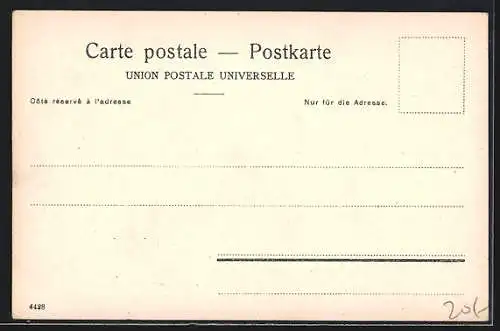 Carte postale — Postkarte
UNION POSTALE UNIVERSELLE
Côté réservé à l'adresse
Nur für die Adresse.
4428
20.-